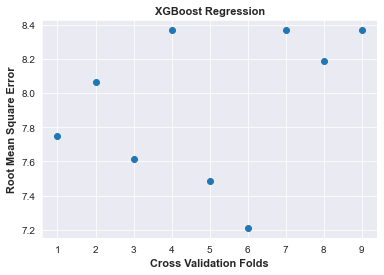 XGBoost Regression
Root Mean Square Error
8.4
8.2
8.0
7.8
7.6
7.4
7.2
1 2 3 4 5 6 7 8 9
Cross Validation Folds